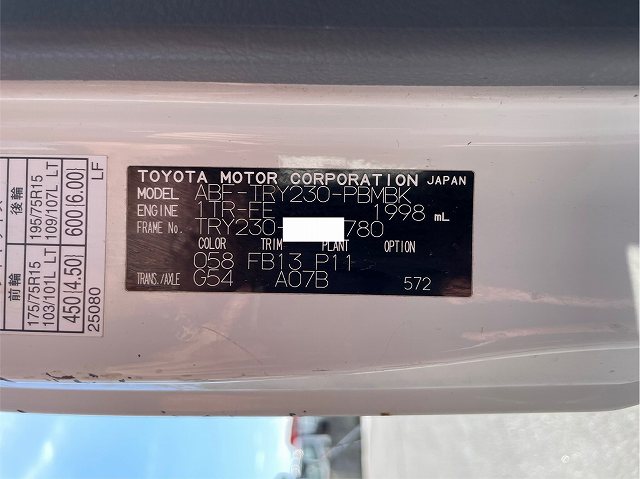 TOYOTA MOTOR CORPORATION JAPAN
MODEL ABF-TRY230-PBMBK
ENGINE 1TR-FE 1998 mL
FRAME No. TRY230- 780
COLOR TRIM PLANT OPTION
058 FB13 P11
TRANS./AXLE G54 A07B 572
前輪 後輪
175/75R15 195/75R15
103/101L LT 109/107L LT
450(4.50) 600(6.00)
25080 LF